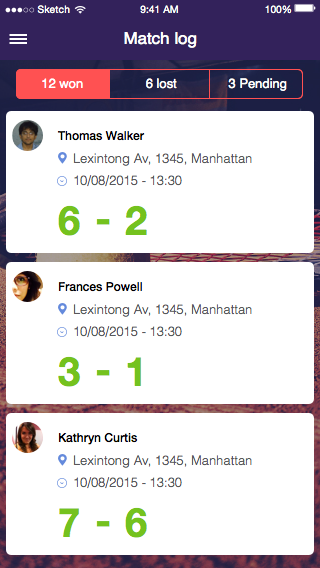 Sketch 9:41 AM 100%
Match log
12 won 6 lost 3 Pending
Thomas Walker
Lexintong Av, 1345, Manhattan
10/08/2015 - 13:30
6 - 2
Frances Powell
Lexintong Av, 1345, Manhattan
10/08/2015 - 13:30
3 - 1
Kathryn Curtis
Lexintong Av, 1345, Manhattan
10/08/2015 - 13:30
7 - 6